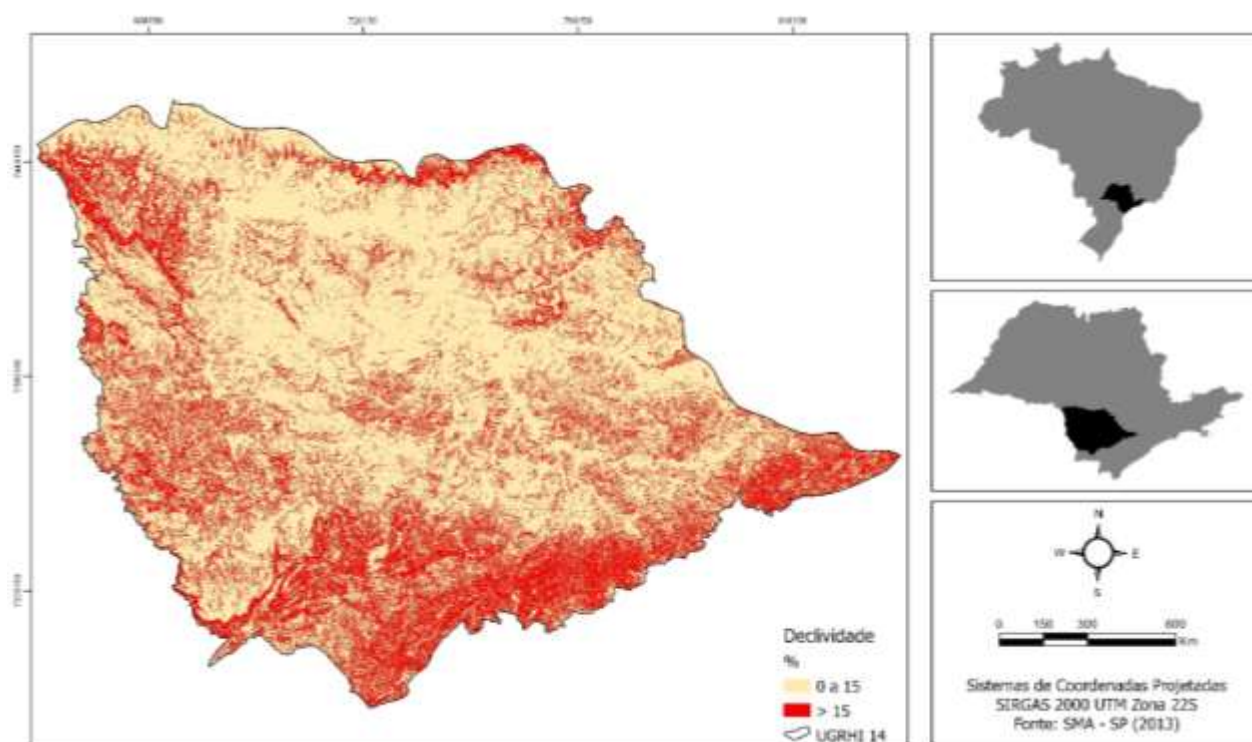 N
W
E
S
0 150 300 600
Km
Declividade
%
0 a 15
> 15
UGRHI 14
Sistemas de Coordenadas Projetadas
SIRGAS 2000 UTM Zona 22S
Fonte: SMA - SP (2013)